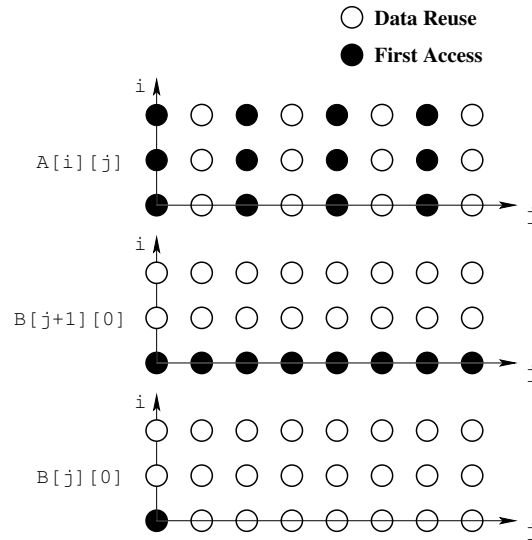 Data Reuse
First Access
i
A[i][j]
j
i
B[j+1][0]
j
i
B[j][0]
j